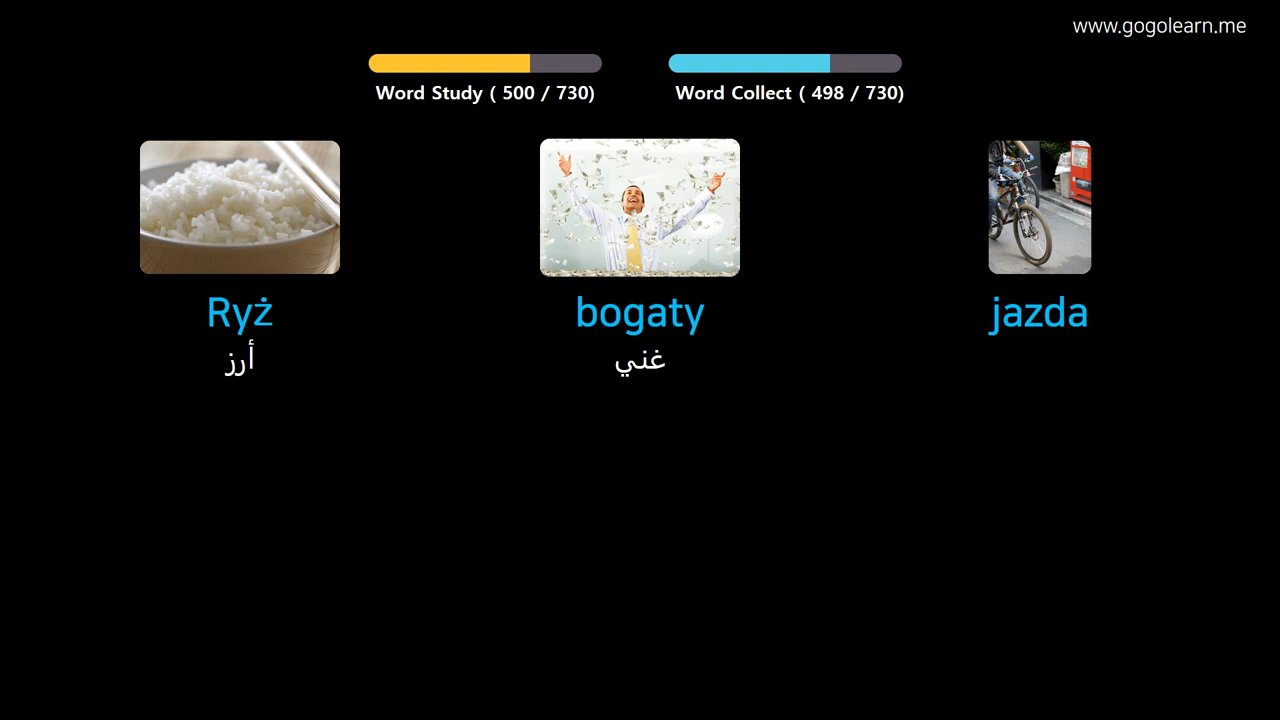 www.gogolearn.me
Word Study ( 500 / 730)
Word Collect ( 498 / 730)
Ryż
bogaty
jazda
أرز
غني